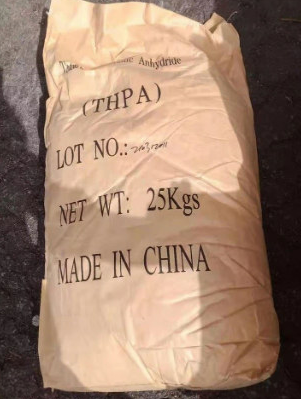 Anhydride
(THPA)
LOT NO.:
NET WT: 25Kgs
MADE IN CHINA